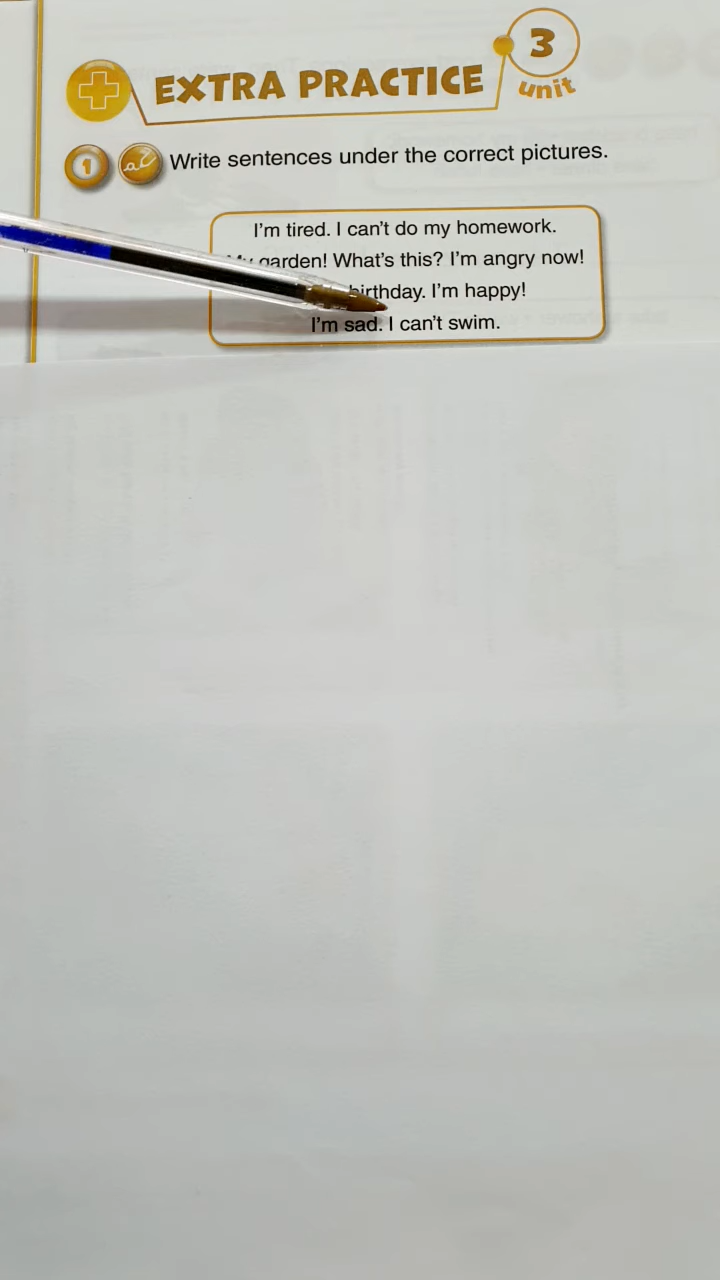 EXTRA PRACTICE
3
unit
1 Write sentences under the correct pictures.
I'm tired. I can't do my homework.
garden! What's this? I'm angry now!
birthday. I'm happy!
I'm sad. I can't swim.